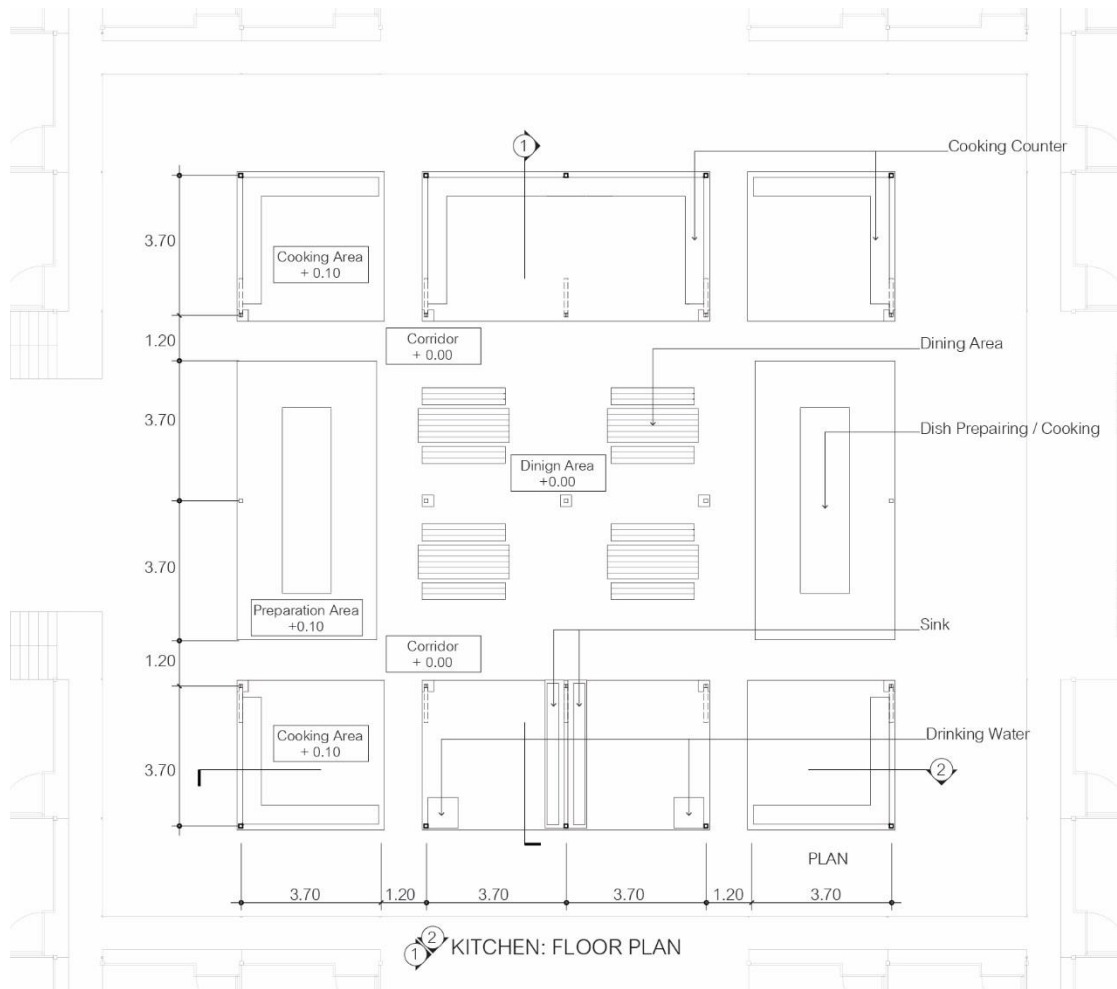 1
Cooking Counter
3.70
Cooking Area
+ 0.10
1.20
Corridor
+ 0.00
Dining Area
3.70
Dish Prepairing / Cooking
Dinign Area
+0.00
3.70
Preparation Area
+0.10
Sink
1.20
Corridor
+ 0.00
Drinking Water
Cooking Area
+ 0.10
3.70
2
PLAN
3.70 1.20 3.70 3.70 1.20 3.70
1 2 KITCHEN: FLOOR PLAN